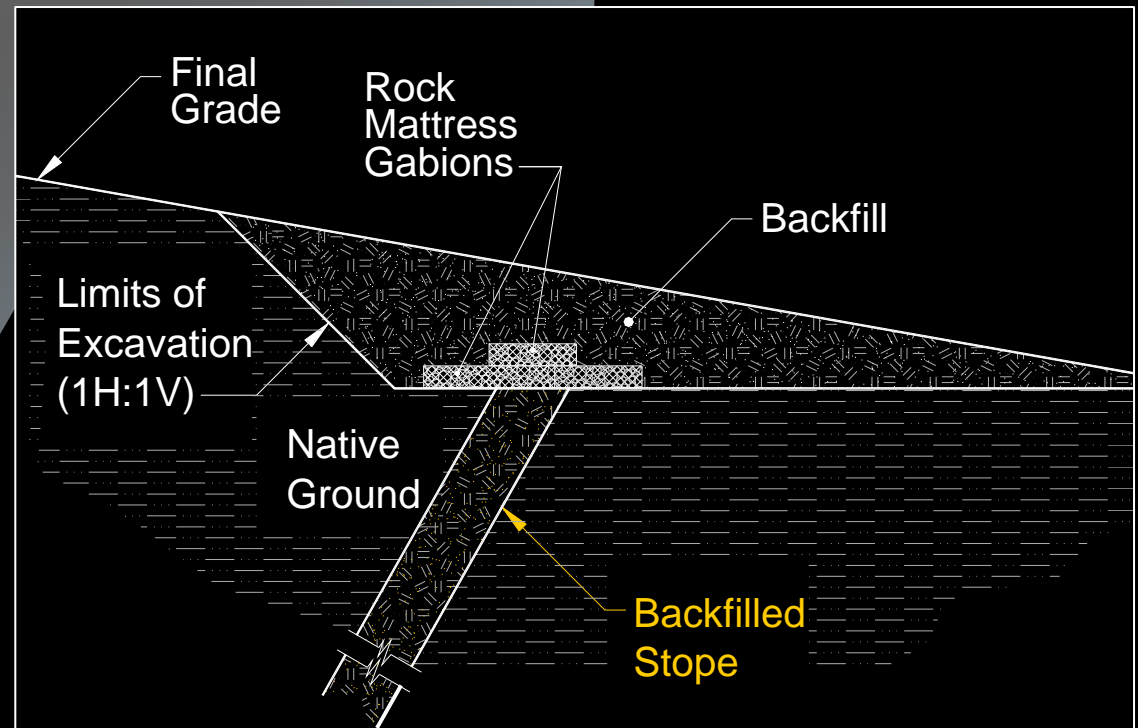 Final
Grade
Rock
Mattress
Gabions
Backfill
Limits of
Excavation
(1H:1V)
Native
Ground
Backfilled
Stope